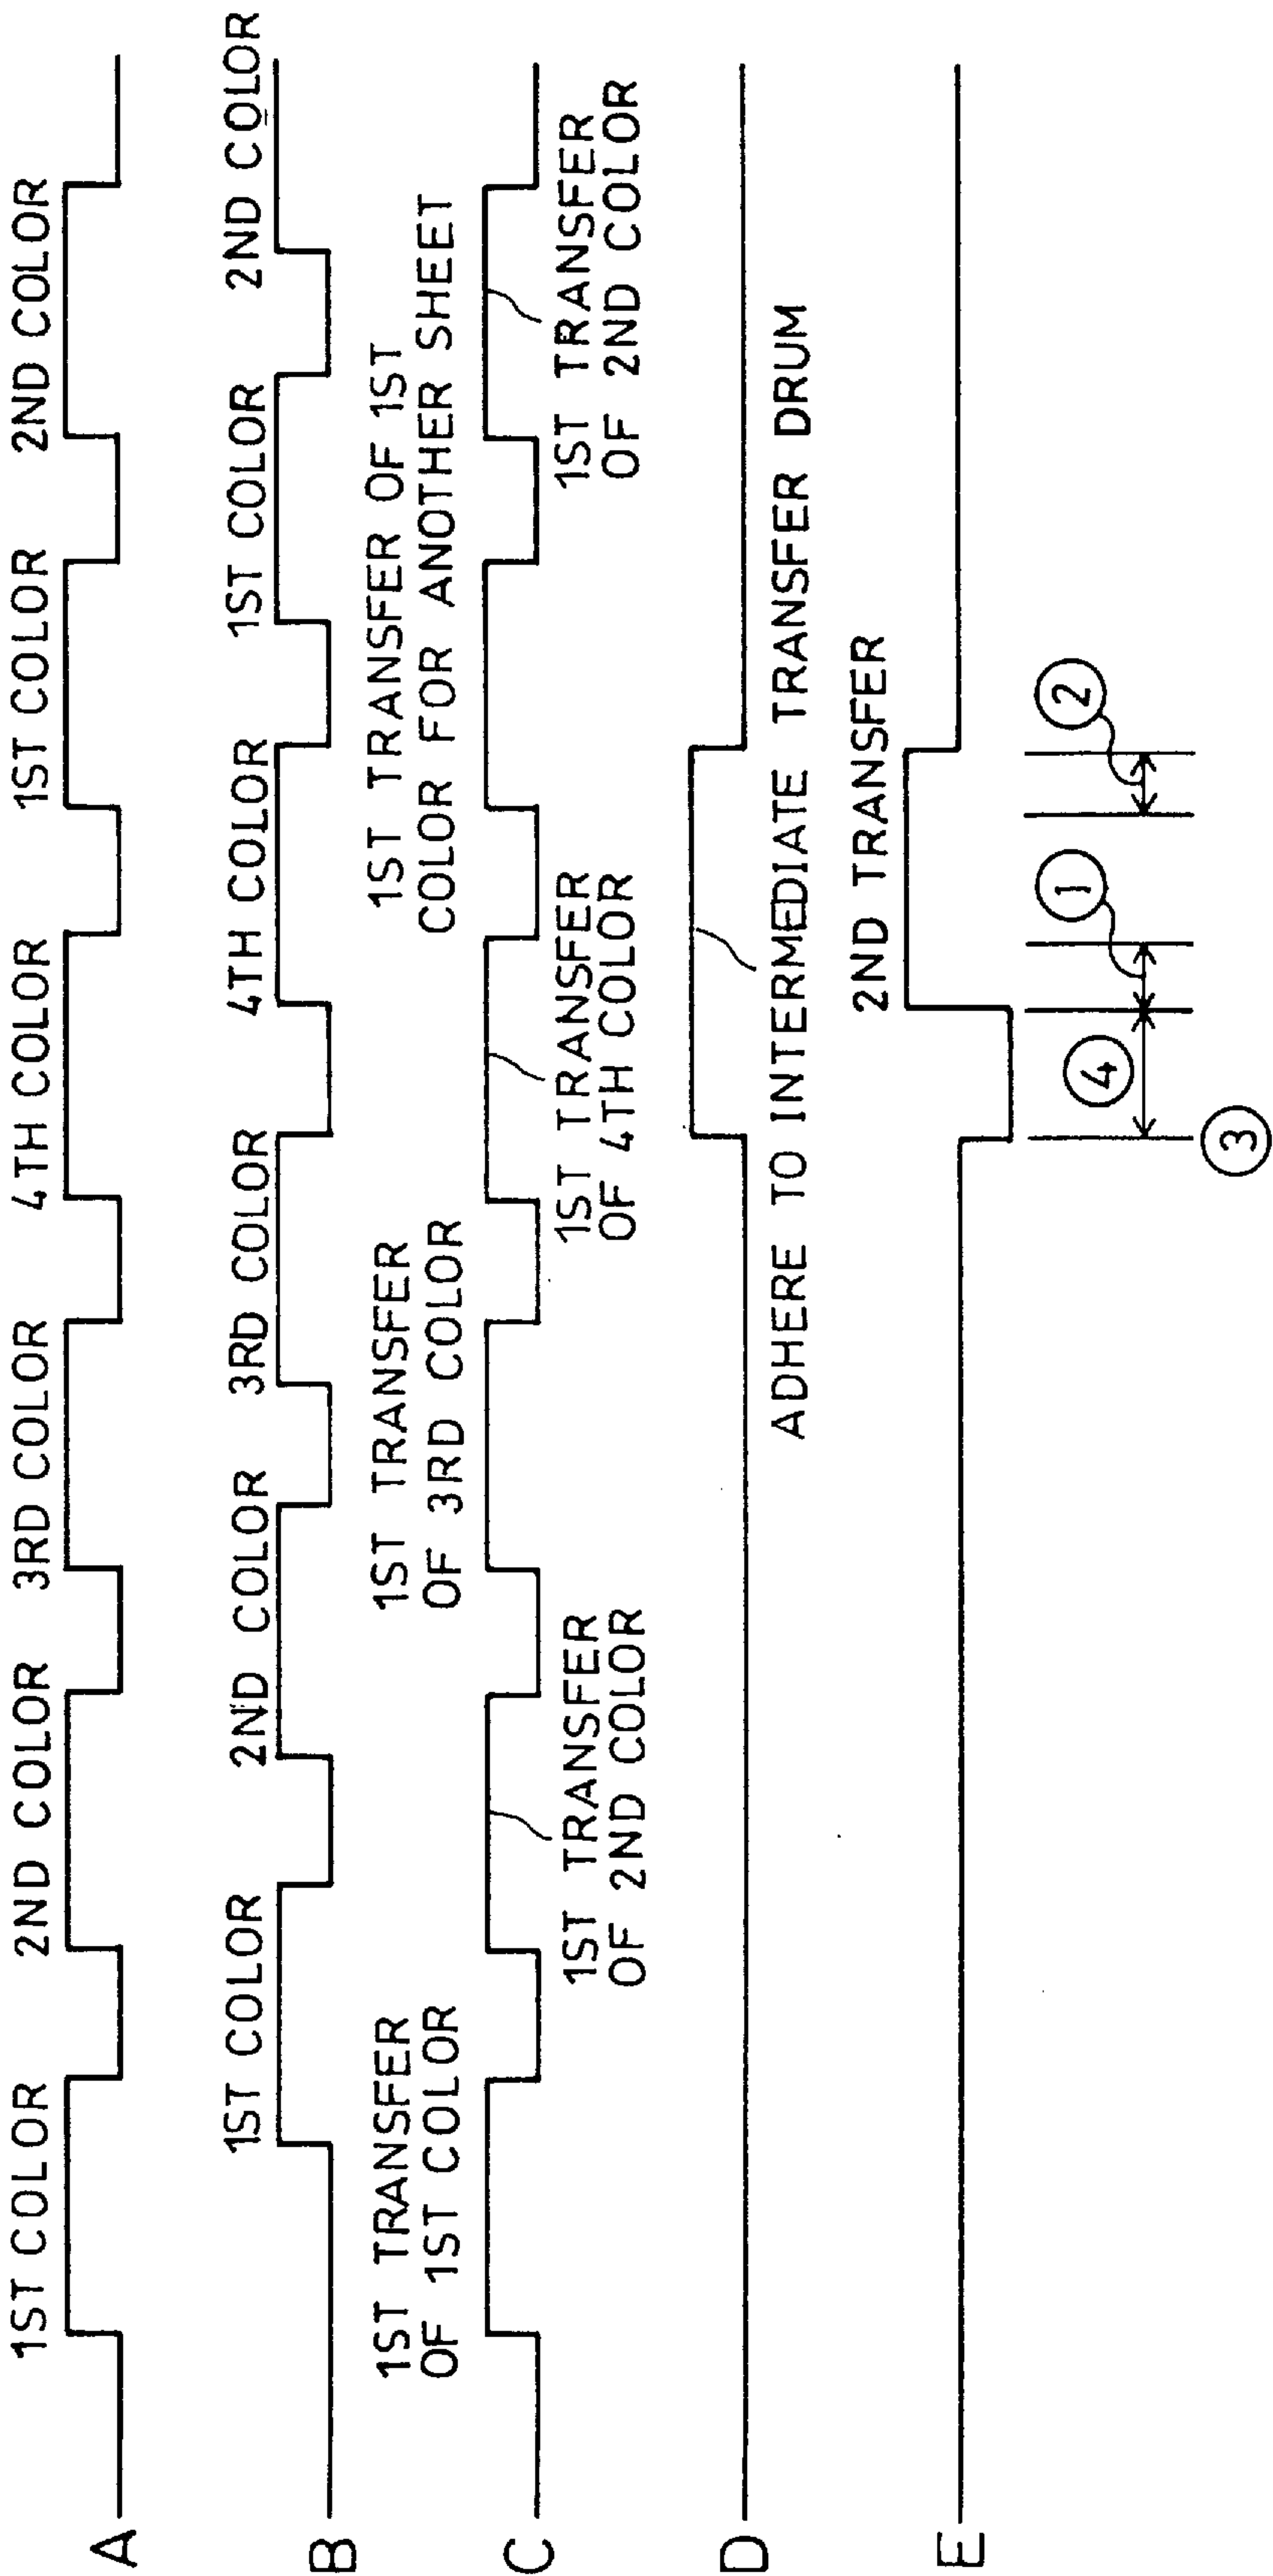 A
1ST COLOR
2ND COLOR
3RD COLOR
4TH COLOR
1ST COLOR
2ND COLOR
B
1ST COLOR
2ND COLOR
3RD COLOR
4TH COLOR
1ST COLOR
2ND COLOR
C
1ST TRANSFER
OF 1ST COLOR
1ST TRANSFER
OF 2ND COLOR
1ST TRANSFER
OF 3RD COLOR
1ST TRANSFER
OF 4TH COLOR
1ST TRANSFER OF 1ST
COLOR FOR ANOTHER SHEET
1ST TRANSFER
OF 2ND COLOR
D
ADHERE TO INTERMEDIATE TRANSFER DRUM
E
2ND TRANSFER
3
4
1
2